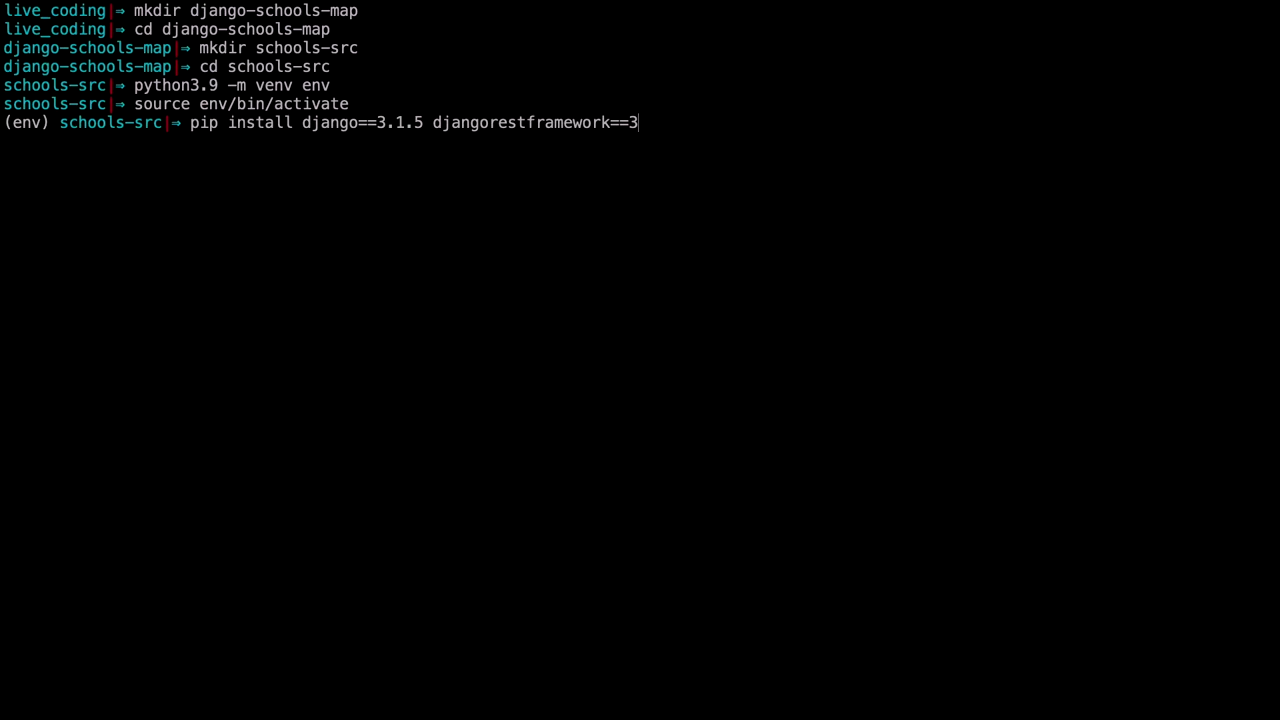 live_coding|⇒ mkdir django-schools-map
live_coding|⇒ cd django-schools-map
django-schools-map|⇒ mkdir schools-src
django-schools-map|⇒ cd schools-src
schools-src|⇒ python3.9 -m venv env
schools-src|⇒ source env/bin/activate
(env) schools-src|⇒ pip install django==3.1.5 djangorestframework==3